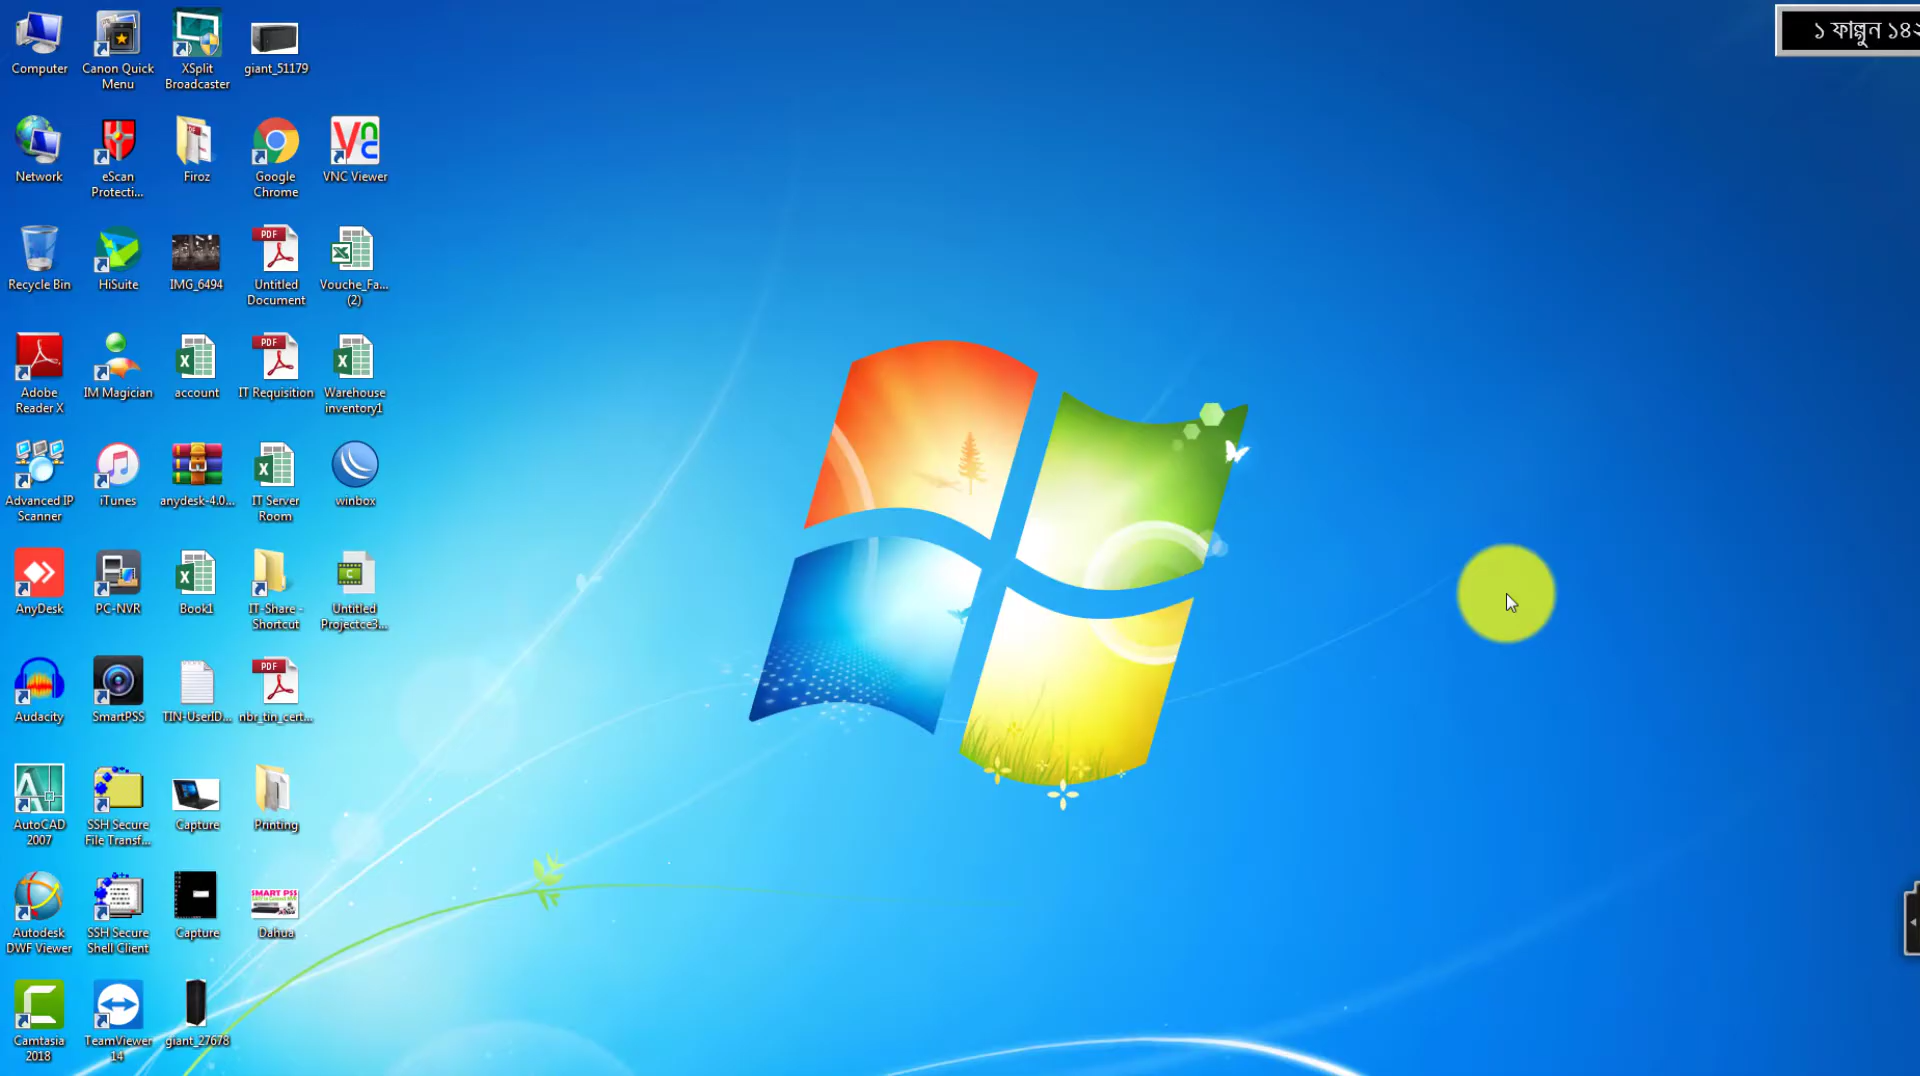 Computer
Canon Quick
Menu
XSplit
Broadcaster
giant_51179
১ ফাল্গুন ১৪২
Network
eScan
Protecti...
Firoz
Google
Chrome
VNC Viewer
Recycle Bin
HiSuite
IMG_6494
PDF
Untitled
Document
Vouche_Fa...
(2)
Adobe
Reader X
IM Magician
account
PDF
IT Requisition
Warehouse
inventory1
Advanced IP
Scanner
iTunes
anydesk-4.0...
IT Server
Room
winbox
AnyDesk
PC-NVR
Book1
IT-Share -
Shortcut
Untitled
Projectce3...
Audacity
SmartPSS
TIN-UserID...
PDF
nbr_tin_cert...
AutoCAD
2007
SSH Secure
File Transf...
Capture
Printing
Autodesk
DWF Viewer
SSH Secure
Shell Client
Capture
SMART PSS
Dahua
Camtasia
2018
TeamViewer
14
giant_27678